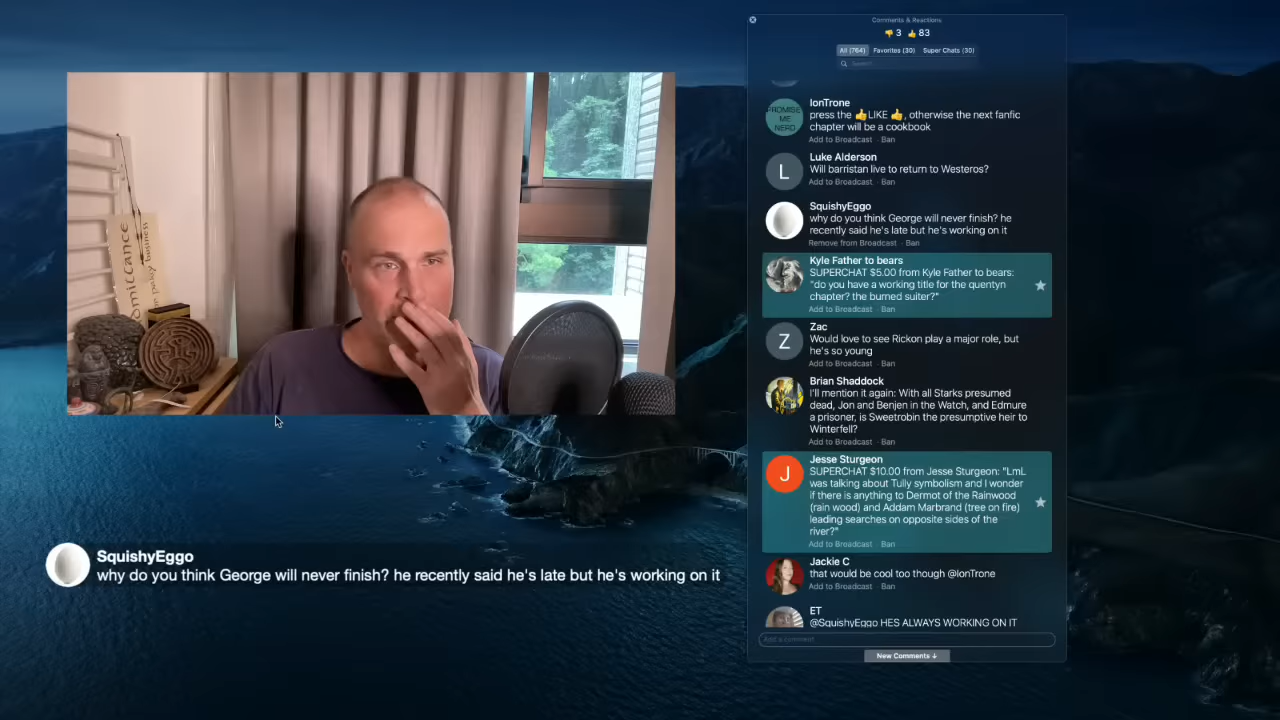 Comments & Reactions
👎 3 👍 83
All (764) Favorites (30) Super Chats (30)
Search
IonTrone
press the 👍LIKE 👍, otherwise the next fanfic
chapter will be a cookbook
Add to Broadcast · Ban
Luke Alderson
Will barristan live to return to Westeros?
Add to Broadcast · Ban
SquishyEggo
why do you think George will never finish? he
recently said he's late but he's working on it
Remove from Broadcast · Ban
Kyle Father to bears
SUPERCHAT $5.00 from Kyle Father to bears:
"do you have a working title for the quentyn
chapter? the burned suiter?"
Add to Broadcast · Ban
Zac
Would love to see Rickon play a major role, but
he's so young
Add to Broadcast · Ban
Brian Shaddock
I'll mention it again: With all Starks presumed
dead, Jon and Benjen in the Watch, and Edmure
a prisoner, is Sweetrobin the presumptive heir to
Winterfell?
Add to Broadcast · Ban
Jesse Sturgeon
SUPERCHAT $10.00 from Jesse Sturgeon: "LmL
was talking about Tully symbolism and I wonder
if there is anything to Dermot of the Rainwood
(rain wood) and Addam Marbrand (tree on fire)
leading searches on opposite sides of the
river?"
Add to Broadcast · Ban
Jackie C
that would be cool too though @IonTrone
Add to Broadcast · Ban
ET
@SquishyEggo HES ALWAYS WORKING ON IT
Add a comment
New Comments ↓
PROMISE
ME
NERD
L
Z
J
SquishyEggo
why do you think George will never finish? he recently said he's late but he's working on it